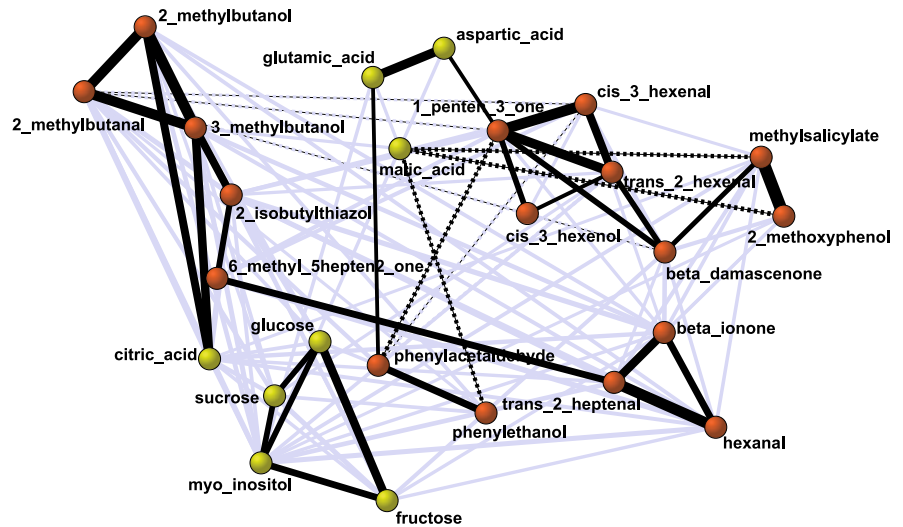 2_methylbutanol
aspartic_acid
glutamic_acid
cis_3_hexenal
1_penten_3_one
2_methylbutanal
3_methylbutanol
methylsalicylate
malic_acid
trans_2_hexenal
2_isobutylthiazol
cis_3_hexenol
2_methoxyphenol
6_methyl_5hepten2_one
beta_damascenone
glucose
beta_ionone
citric_acid
phenylacetaldehyde
sucrose
trans_2_heptenal
phenylethanol
hexanal
myo_inositol
fructose